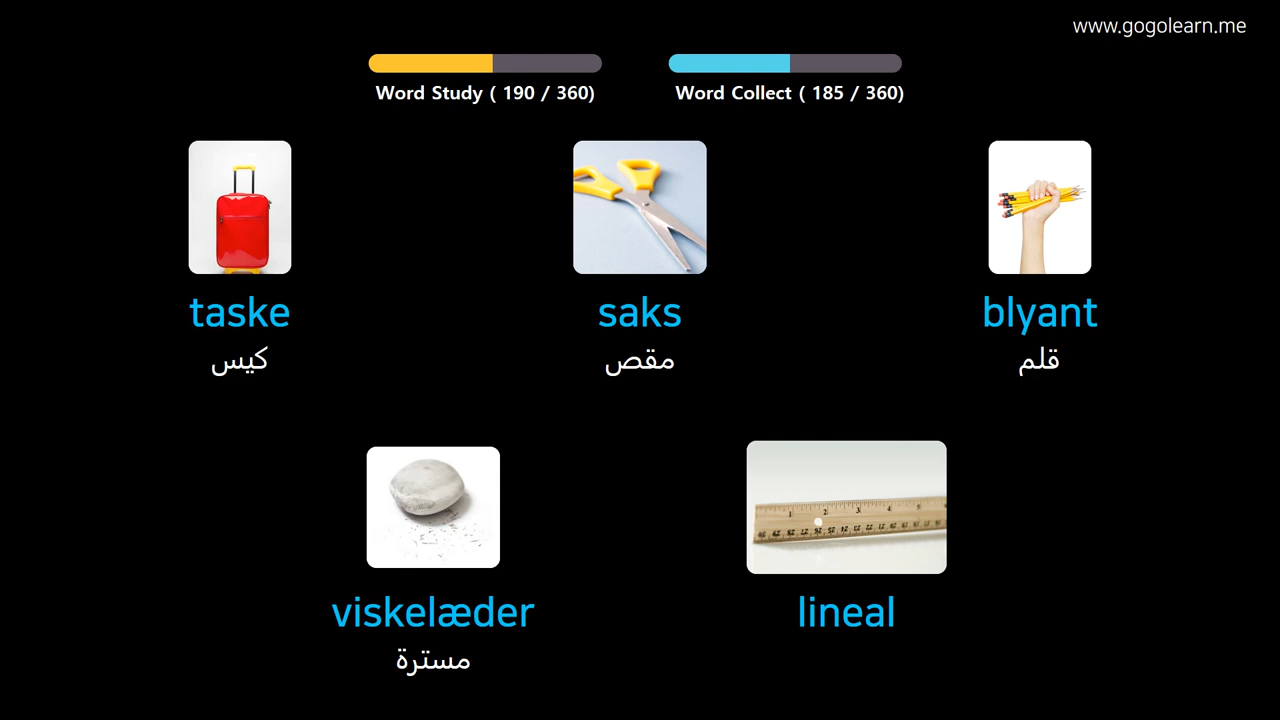 www.gogolearn.me
Word Study ( 190 / 360)
Word Collect ( 185 / 360)
taske
كيس
saks
مقص
blyant
قلم
viskelæder
مسترة
lineal